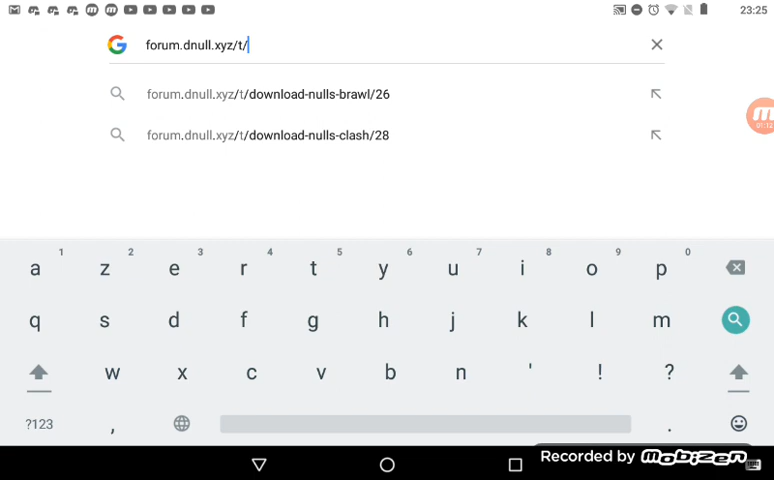 23:25
forum.dnull.xyz/t/
forum.dnull.xyz/t/download-nulls-brawl/26
forum.dnull.xyz/t/download-nulls-clash/28
1 2 3 4 5 6 7 8 9 0
a z e r t y u i o p
q s d f g h j k l m
w x c v b n ' ! ?
?123 , .
Recorded by mobizen